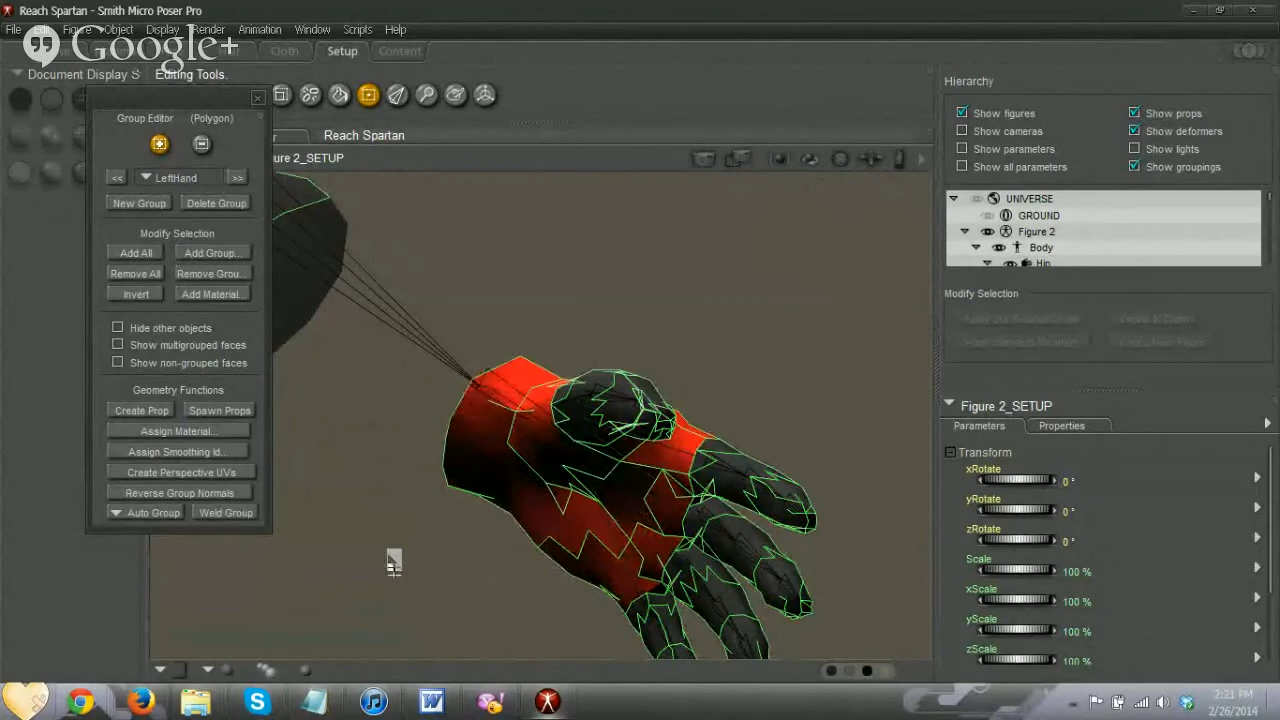 Reach Spartan - Smith Micro Poser Pro
File Edit Figure Object Display Render Animation Window Scripts Help
Google+
Cloth Setup Content
Document Display S
Editing Tools.
Group Editor (Polygon)
<< LeftHand >>
New Group Delete Group
Modify Selection
Add All Add Group...
Remove All Remove Grou...
Invert Add Material...
Hide other objects
Show multigrouped faces
Show non-grouped faces
Geometry Functions
Create Prop Spawn Props
Assign Material...
Assign Smoothing Id...
Create Perspective UVs
Reverse Group Normals
Auto Group Weld Group
Reach Spartan
ure 2_SETUP
Hierarchy
Show figures Show props
Show cameras Show deformers
Show parameters Show lights
Show all parameters Show groupings
UNIVERSE
GROUND
Figure 2
Body
Hip
Modify Selection
Figure 2_SETUP
Parameters Properties
Transform
xRotate
0 °
yRotate
0 °
zRotate
0 °
Scale
100 %
xScale
100 %
yScale
100 %
zScale
100 %
2:21 PM
2/26/2014